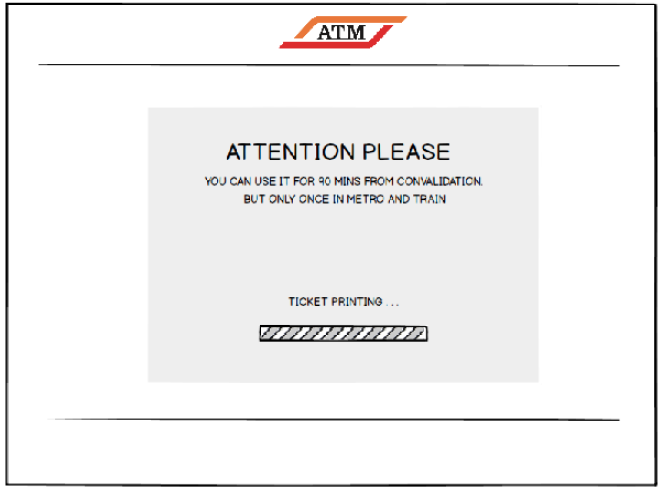 ATM
ATTENTION PLEASE
YOU CAN USE IT FOR 90 MINS FROM CONVALIDATION.
BUT ONLY ONCE IN METRO AND TRAIN
TICKET PRINTING . . .